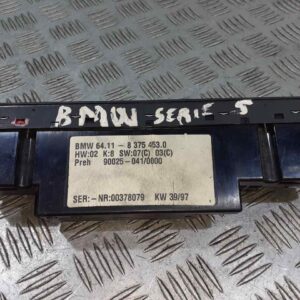 BMW SERIE 5
BMW 64.11 - 8 375 453.0
HW:02 K:8 SW:07(C) 03(C)
Preh 90025-041/0000
SER:-NR:00378079 KW 39/97